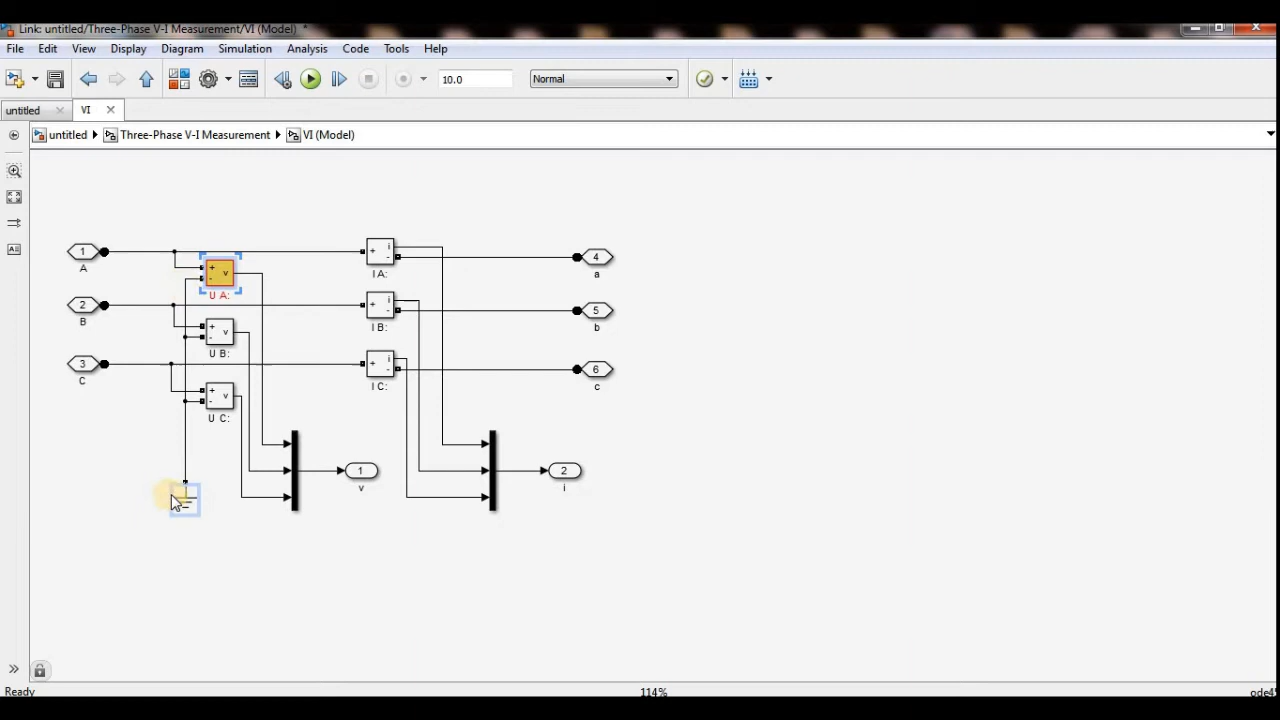 Link: untitled/Three-Phase V-I Measurement/VI (Model) *
File Edit View Display Diagram Simulation Analysis Code Tools Help
10.0 Normal
untitled VI
untitled Three-Phase V-I Measurement VI (Model)
1 + i - 4
A + - v I A: a
U A:
2 + i - 5
B + - v I B: b
U B:
3 + i - 6
C + - v I C: c
U C:
1 2
v i
Ready 114% ode4